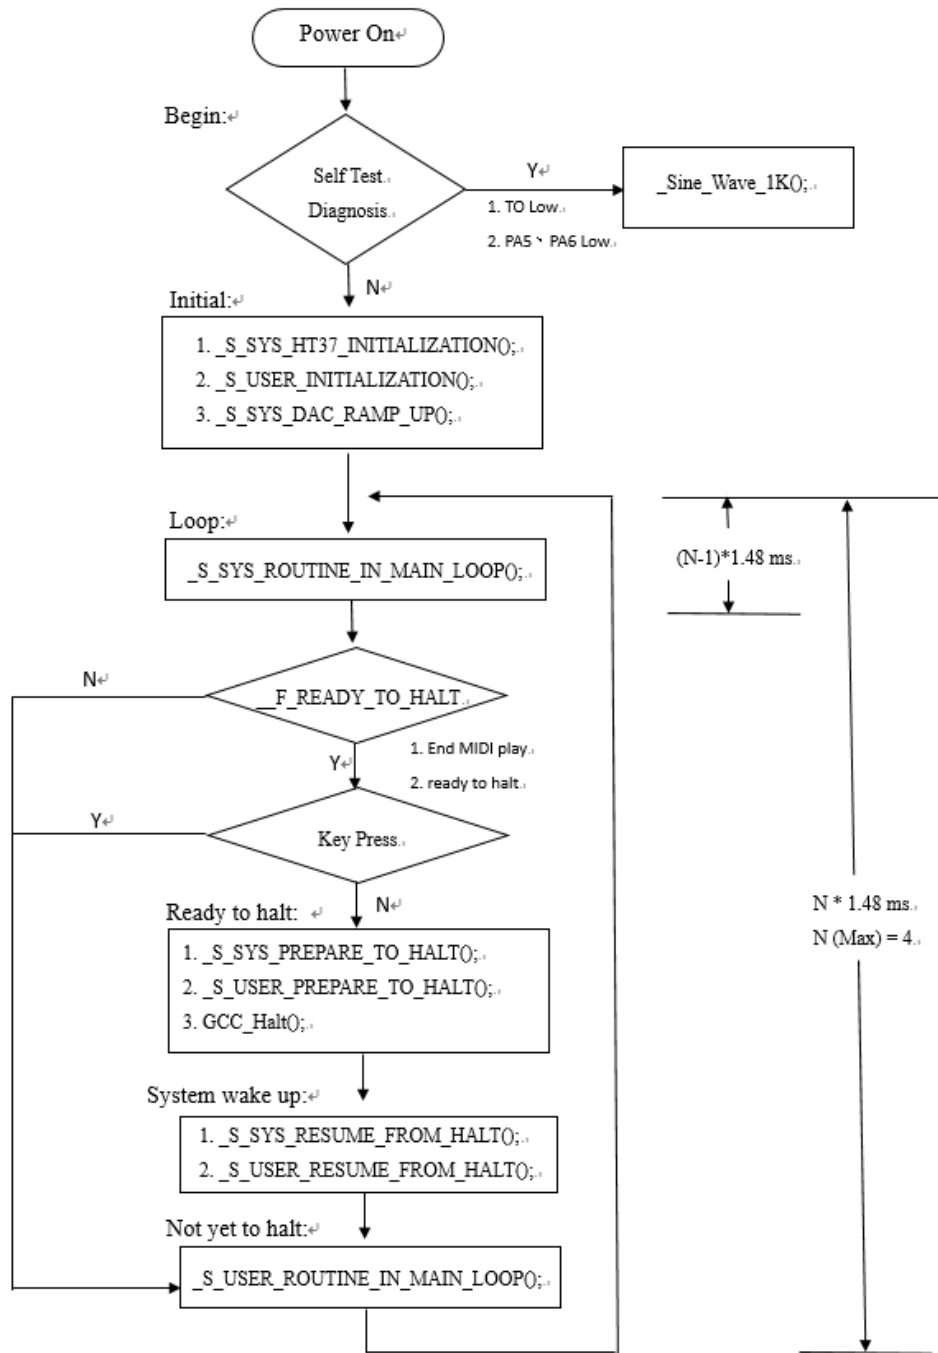 Power On↵
Begin:↵
Self Test.
Diagnosis.
Y↵
1. TO Low.
2. PA5、PA6 Low.
_Sine_Wave_1K();.
N↵
Initial:↵
1. _S_SYS_HT37_INITIALIZATION();.
2. _S_USER_INITIALIZATION();.
3. _S_SYS_DAC_RAMP_UP();.
Loop:↵
_S_SYS_ROUTINE_IN_MAIN_LOOP();.
(N-1)*1.48 ms.
N↵
__F_READY_TO_HALT.
Y↵
1. End MIDI play.
2. ready to halt.
Y↵
Key Press.
N↵
Ready to halt: ↵
1. _S_SYS_PREPARE_TO_HALT();.
2. _S_USER_PREPARE_TO_HALT();.
3. GCC_Halt();.
N * 1.48 ms.
N (Max) = 4.
System wake up:↵
1. _S_SYS_RESUME_FROM_HALT();.
2. _S_USER_RESUME_FROM_HALT();.
Not yet to halt:↵
_S_USER_ROUTINE_IN_MAIN_LOOP();.